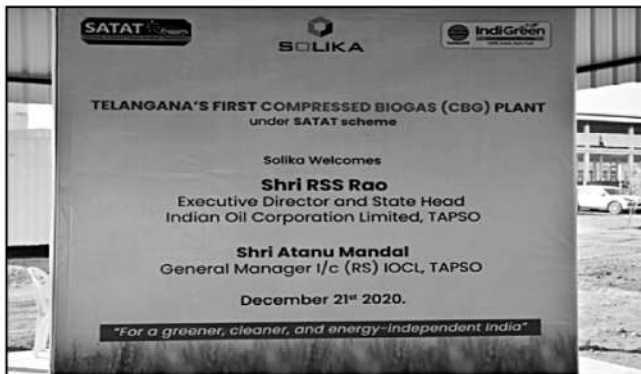 SATAT
SOLIKA
IndiGreen
TELANGANA'S FIRST COMPRESSED BIOGAS (CBG) PLANT
under SATAT scheme
Solika Welcomes
Shri RSS Rao
Executive Director and State Head
Indian Oil Corporation Limited, TAPSO
Shri Atanu Mandal
General Manager I/c (RS) IOCL, TAPSO
December 21st 2020.
"For a greener, cleaner, and energy-independent India"